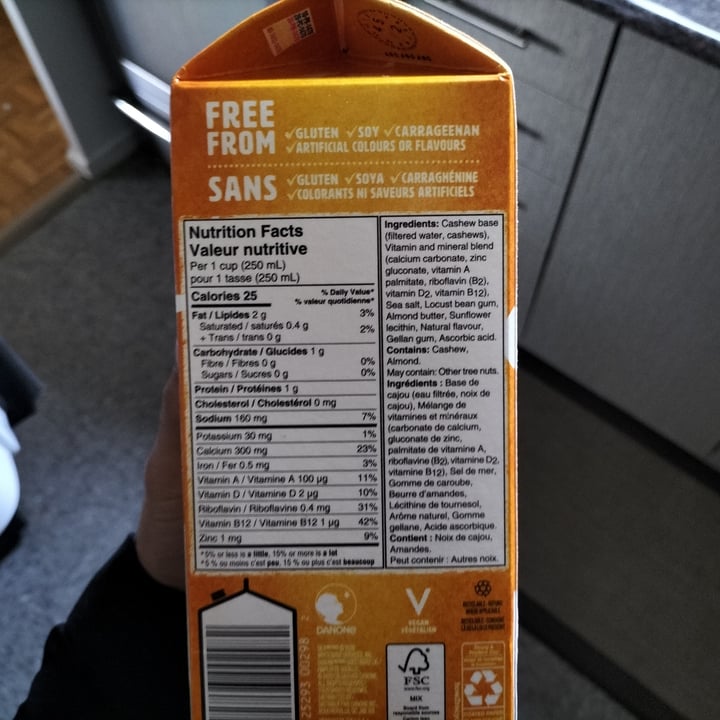 FREE
FROM
✓GLUTEN ✓SOY ✓CARRAGEENAN
✓ARTIFICIAL COLOURS OR FLAVOURS
SANS
✓GLUTEN ✓SOYA ✓CARRAGHÉNINE
✓COLORANTS NI SAVEURS ARTIFICIELS
Nutrition Facts
Valeur nutritive
Per 1 cup (250 mL)
pour 1 tasse (250 mL)
Calories 25
% Daily Value*
% valeur quotidienne*
Fat / Lipides 2 g 3%
Saturated / saturés 0.4 g
+ Trans / trans 0 g 2%
Carbohydrate / Glucides 1 g
Fibre / Fibres 0 g 0%
Sugars / Sucres 0 g 0%
Protein / Protéines 1 g
Cholesterol / Cholestérol 0 mg
Sodium 160 mg 7%
Potassium 30 mg 1%
Calcium 300 mg 23%
Iron / Fer 0.5 mg 3%
Vitamin A / Vitamine A 100 µg 11%
Vitamin D / Vitamine D 2 µg 10%
Riboflavin / Riboflavine 0.4 mg 31%
Vitamin B12 / Vitamine B12 1 µg 42%
Zinc 1 mg 9%
*5% or less is a little, 15% or more is a lot
*5 % ou moins c'est peu, 15 % ou plus c'est beaucoup
Ingredients: Cashew base
(filtered water, cashews),
Vitamin and mineral blend
(calcium carbonate, zinc
gluconate, vitamin A
palmitate, riboflavin (B2),
vitamin D2, vitamin B12),
Sea salt, Locust bean gum,
Almond butter, Sunflower
lecithin, Natural flavour,
Gellan gum, Ascorbic acid.
Contains: Cashew,
Almond.
May contain: Other tree nuts.
Ingrédients : Base de
cajou (eau filtrée, noix de
cajou), Mélange de
vitamines et minéraux
(carbonate de calcium,
gluconate de zinc,
palmitate de vitamine A,
riboflavine (B2), vitamine D2,
vitamine B12), Sel de mer,
Gomme de caroube,
Beurre d'amandes,
Lécithine de tournesol,
Arôme naturel, Gomme
gellane, Acide ascorbique.
Contient : Noix de cajou,
Amandes.
Peut contenir : Autres noix.
DANONE
VEGAN
VÉGÉTALIEN
FSC
www.fsc.org
MIX
Board from
responsible sources
25293 00298 2